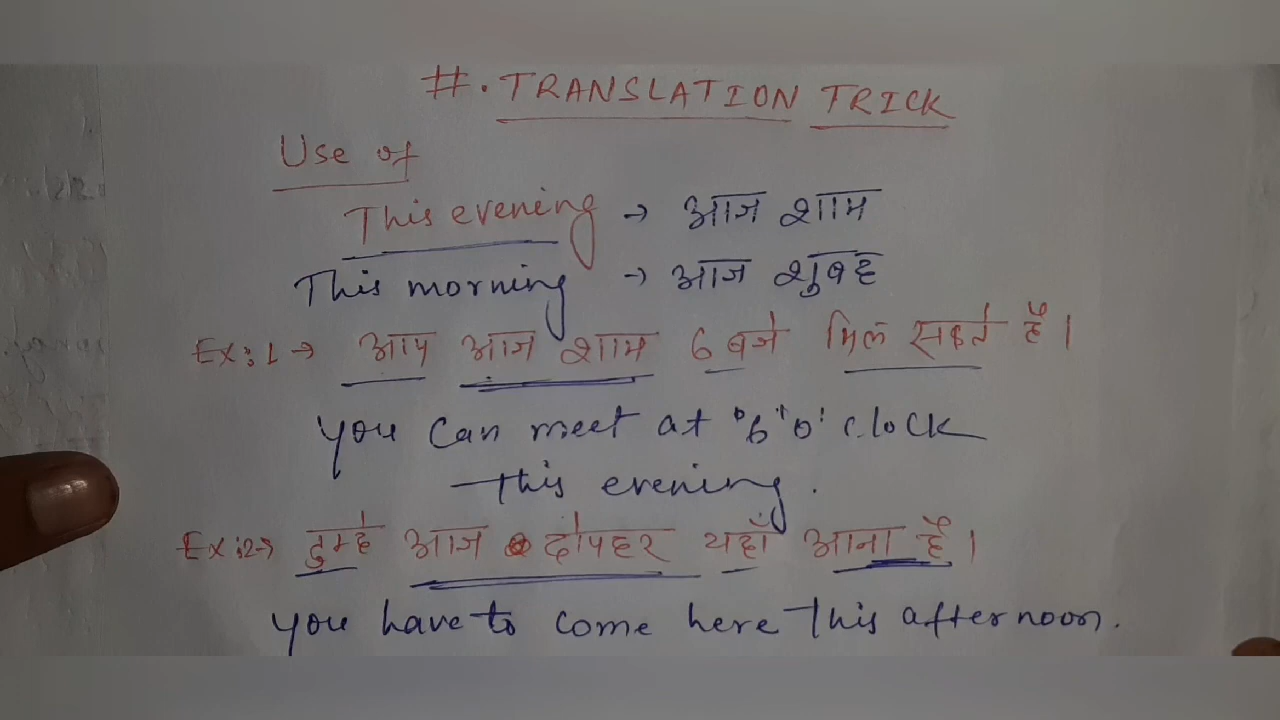 #. TRANSLATION TRICK
Use of
This evening → आज शाम
This morning → आज शुबह
Ex:1→ आप आज शाम 6 बजे मिल सकते है।
you can meet at "6 o' clock
This evening.
Ex:2→ तुम्हे आज दोपहर यहाँ आना है।
you have to come here This afternoon.